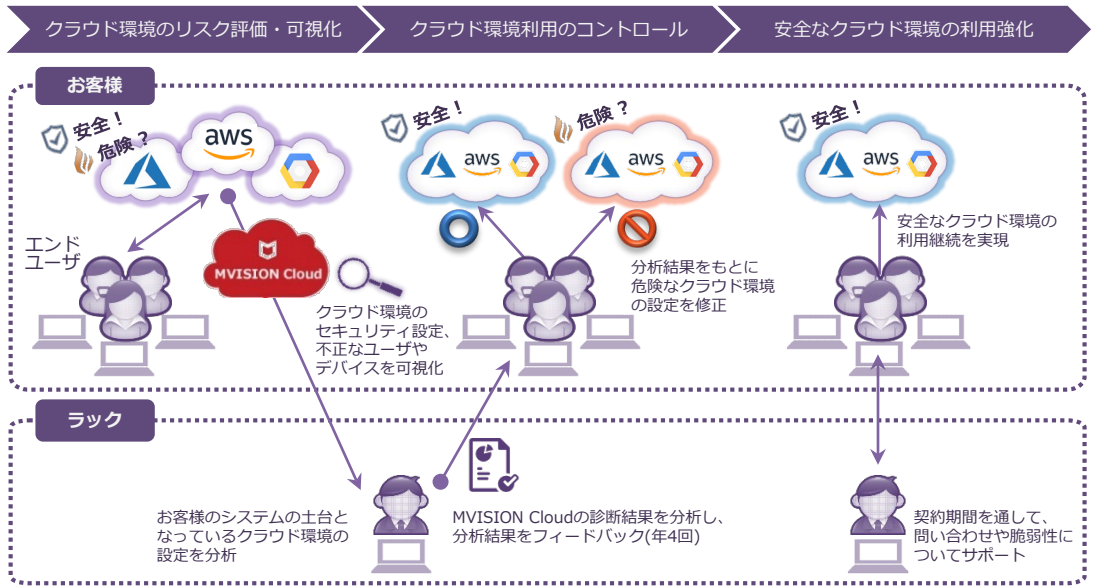 クラウド環境のリスク評価・可視化
クラウド環境利用のコントロール
安全なクラウド環境の利用強化
お客様
安全！
危険？
aws
エンド
ユーザ
MVISION Cloud
クラウド環境の
セキュリティ設定、
不正なユーザや
デバイスを可視化
安全！
aws
危険？
aws
分析結果をもとに
危険なクラウド環境
の設定を修正
安全！
aws
安全なクラウド環境の
利用継続を実現
ラック
お客様のシステムの土台と
なっているクラウド環境の
設定を分析
MVISION Cloudの診断結果を分析し、
分析結果をフィードバック(年4回)
契約期間を通して、
問い合わせや脆弱性に
ついてサポート